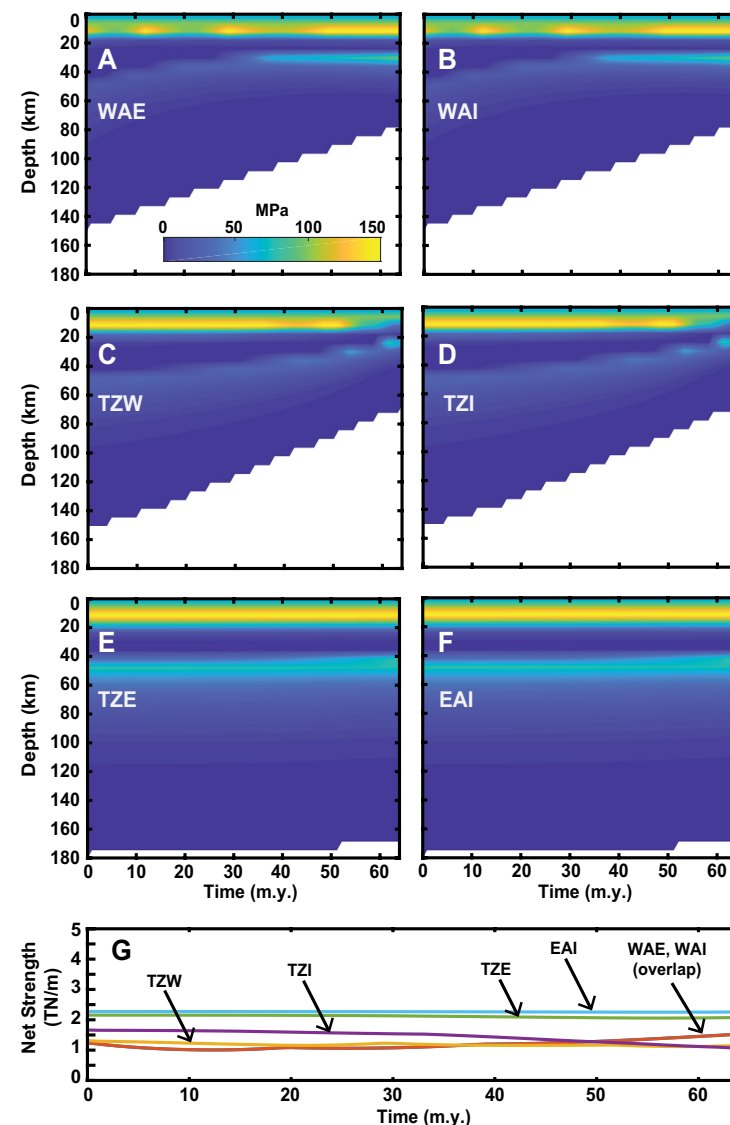 0
20
40
60
80
100
120
140
160
180
Depth (km)
A
WAE
MPa
0 50 100 150
B
WAI
0
20
40
60
80
100
120
140
160
180
Depth (km)
C
TZW
D
TZI
0
20
40
60
80
100
120
140
160
180
Depth (km)
E
TZE
F
EAI
0 10 20 30 40 50 60
Time (m.y.)
0 10 20 30 40 50 60
Time (m.y.)
5
4
3
2
1
0
Net Strength
(TN/m)
G
TZW
TZI
TZE
EAI
WAE, WAI
(overlap)
0 10 20 30 40 50 60
Time (m.y.)